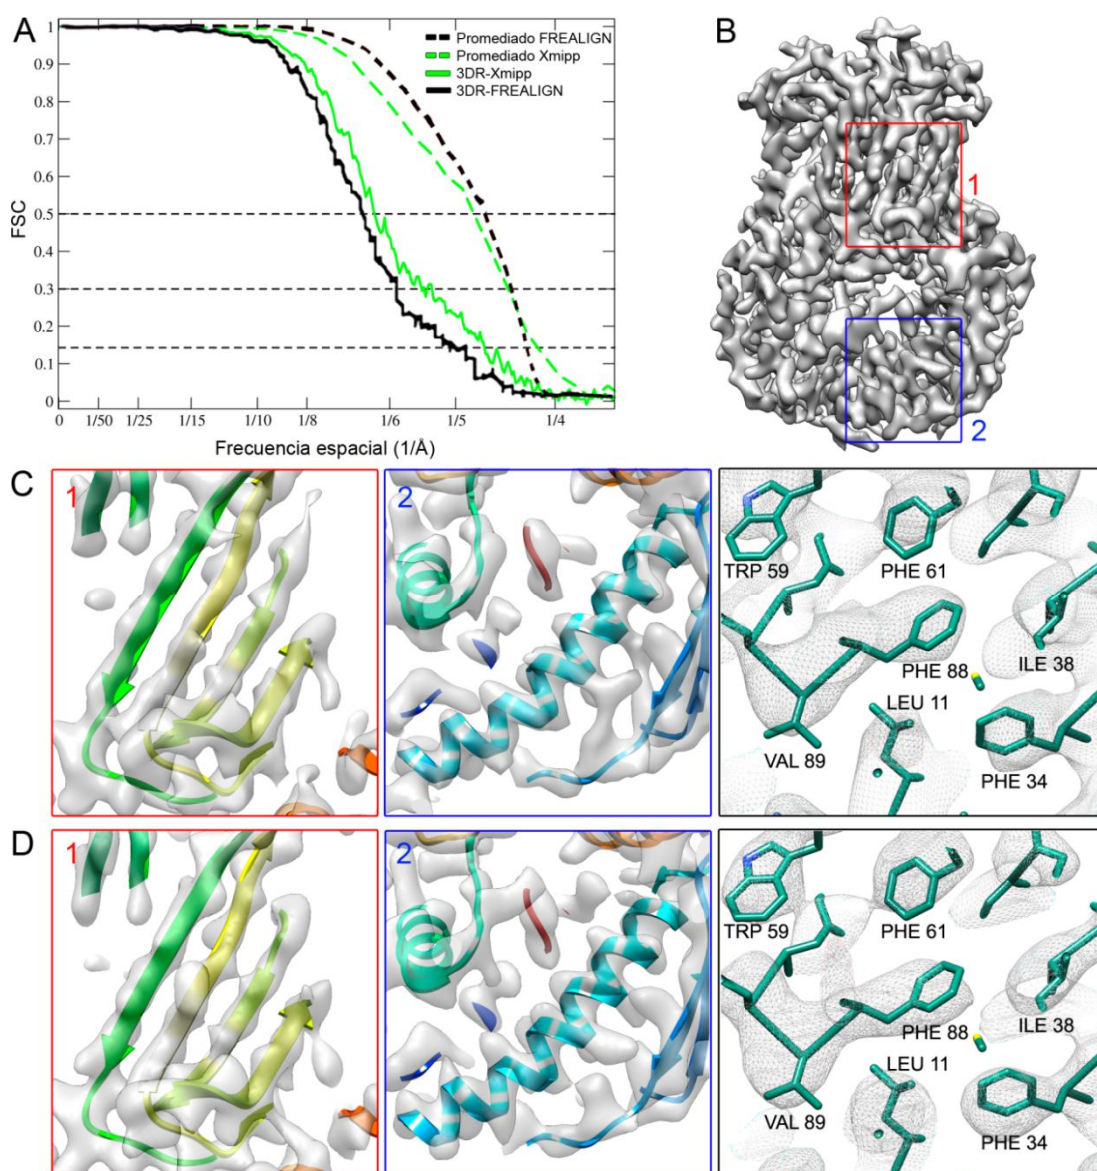 A
1
0.9
0.8
0.7
0.6
0.5
0.4
0.3
0.2
0.1
0
FSC
Promediado FREALIGN
Promediado Xmipp
3DR-Xmipp
3DR-FREALIGN
0 1/50 1/25 1/15 1/10 1/8 1/6 1/5 1/4
Frecuencia espacial (1/Å)
B
1
2
C
1
2
TRP 59
PHE 61
PHE 88
ILE 38
LEU 11
VAL 89
PHE 34
D
1
2
TRP 59
PHE 61
PHE 88
ILE 38
LEU 11
VAL 89
PHE 34